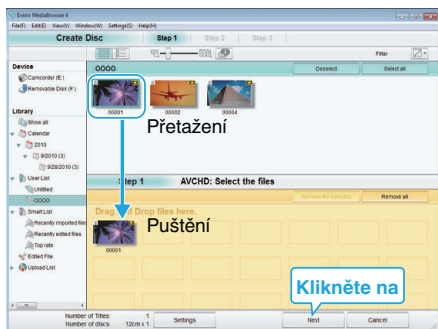 Everio MediaBrowser 4
File(F) Edit(E) View(V) Window(W) Settings(S) Help(H)
Create Disc Step 1 Step 2 Step 3
Filter
Device
Camcorder (E:)
Removable Disk (F:)
Library
Show all
Calendar
2010
9/2010 (3)
9/28/2010 (3)
User List
Untitled
OOOO
Smart List
Recently imported files
Recently edited files
Top rate
Edited File
Upload List
OOOO Deselect Select all
00001 00002 00004
Přetažení
Step 1 AVCHD: Select the files
Remove the selected Remove all
Drag and Drop files here.
Puštění
00001
Klikněte na
Number of Titles: 1
Number of discs: 12cm x 1
Settings Next Cancel